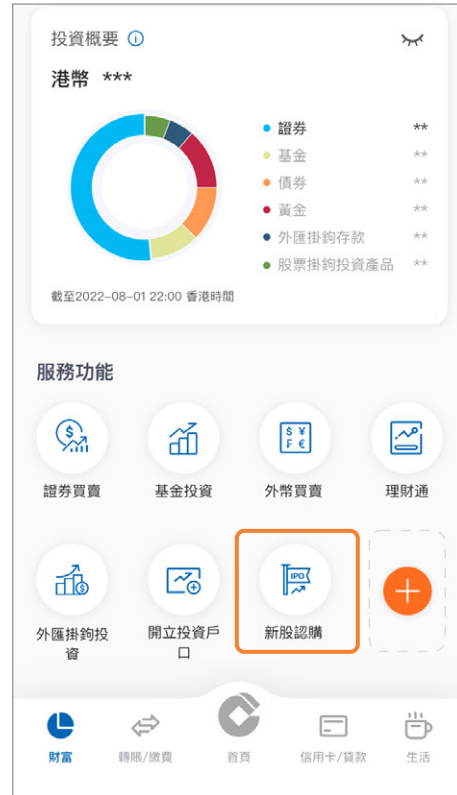 投資概要
港幣 ***
證券 **
基金 **
債券 **
黃金 **
外匯掛鈎存款 **
股票掛鈎投資產品 **
截至2022-08-01 22:00 香港時間
服務功能
$
$ ¥
₣ €
證券買賣
基金投資
外幣買賣
理財通
$
IPO
外匯掛鈎投
資
開立投資戶
口
新股認購
財富
轉賬/繳費
首頁
信用卡/貸款
生活